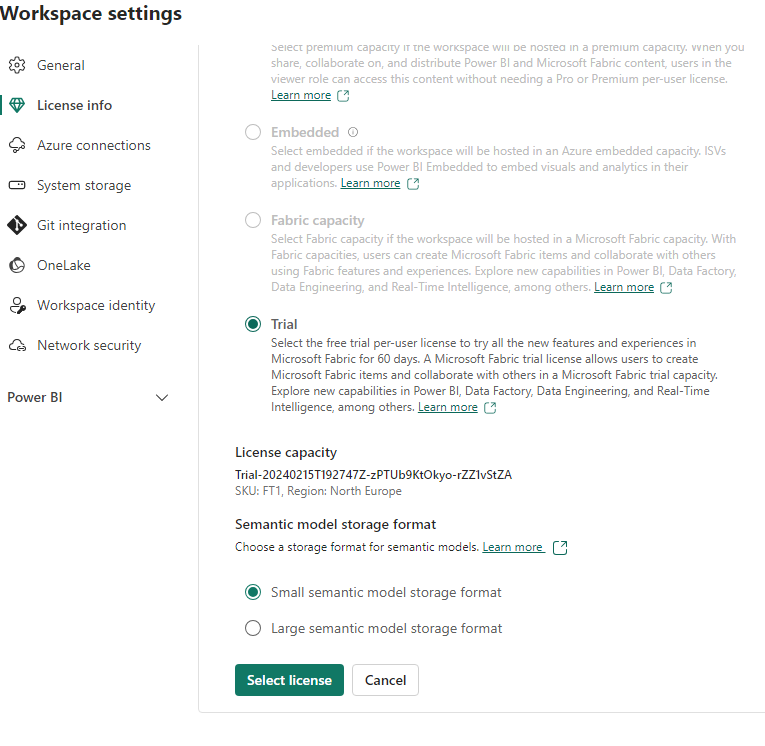 Workspace settings
General
License info
Azure connections
System storage
Git integration
OneLake
Workspace identity
Network security
Power BI
Select premium capacity if the workspace will be hosted in a premium capacity. When you
share, collaborate on, and distribute Power BI and Microsoft Fabric content, users in the
viewer role can access this content without needing a Pro or Premium per-user license.
Learn more
Embedded
Select embedded if the workspace will be hosted in an Azure embedded capacity. ISVs
and developers use Power BI Embedded to embed visuals and analytics in their
applications. Learn more
Fabric capacity
Select Fabric capacity if the workspace will be hosted in a Microsoft Fabric capacity. With
Fabric capacities, users can create Microsoft Fabric items and collaborate with others
using Fabric features and experiences. Explore new capabilities in Power BI, Data Factory,
Data Engineering, and Real-Time Intelligence, among others. Learn more
Trial
Select the free trial per-user license to try all the new features and experiences in
Microsoft Fabric for 60 days. A Microsoft Fabric trial license allows users to create
Microsoft Fabric items and collaborate with others in a Microsoft Fabric trial capacity.
Explore new capabilities in Power BI, Data Factory, Data Engineering, and Real-Time
Intelligence, among others. Learn more
License capacity
Trial-20240215T192747Z-zPTUb9KtOkyo-rZZ1vStZA
SKU: FT1, Region: North Europe
Semantic model storage format
Choose a storage format for semantic models. Learn more
Small semantic model storage format
Large semantic model storage format
Select license
Cancel